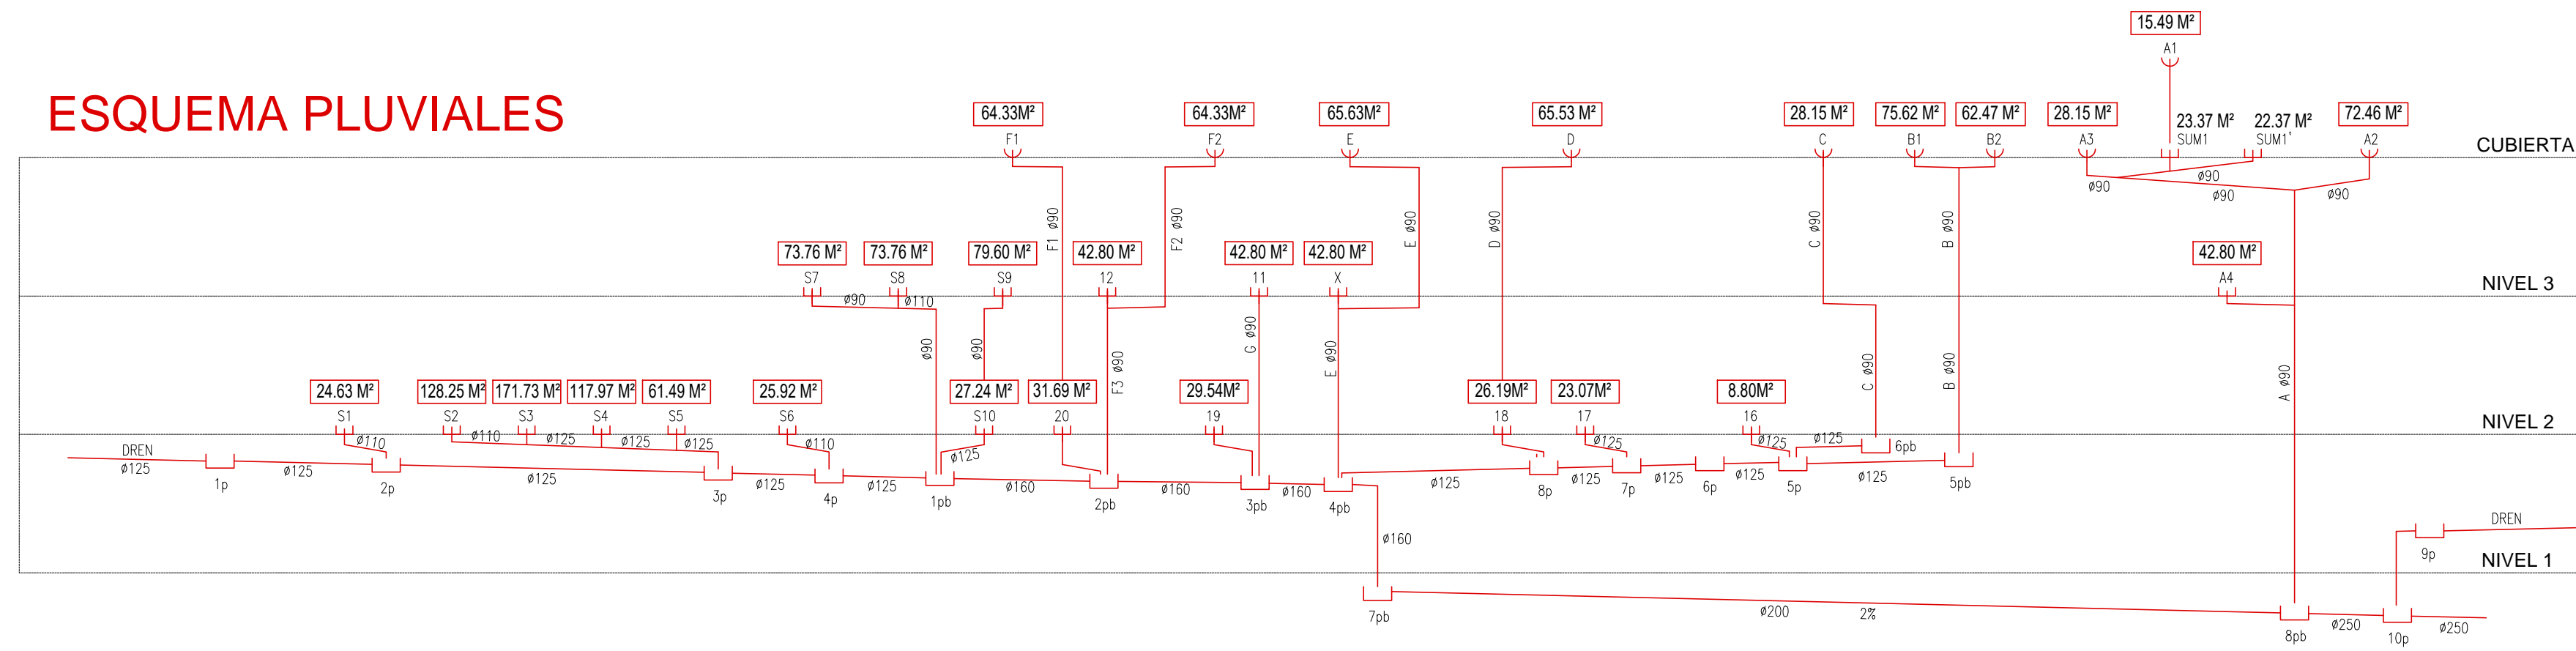 15.49 M²
A1
ESQUEMA PLUVIALES
64.33M² 64.33M² 65.63M² 65.53 M² 28.15 M² 75.62 M² 62.47 M² 28.15 M² 23.37 M² 22.37 M² 72.46 M²
F1 F2 E D C B1 B2 A3 SUM1 SUM1' A2 CUBIERTA
ø90 ø90 ø90 ø90
F1 ø90 F2 ø90 E ø90 D ø90 C ø90 B ø90
73.76 M² 73.76 M² 79.60 M² 42.80 M² 42.80 M² 42.80 M² 42.80 M²
S7 S8 S9 12 11 X A4 NIVEL 3
ø90 ø110
ø90 ø90 F3 ø90 G ø90 E ø90 C ø90 B ø90 A ø90
24.63 M² 128.25 M² 171.73 M² 117.97 M² 61.49 M² 25.92 M² 27.24 M² 31.69 M² 29.54M² 26.19M² 23.07M² 8.80M²
S1 S2 S3 S4 S5 S6 S10 20 19 18 17 16 NIVEL 2
ø110 ø110 ø125 ø125 ø125 ø110 ø125 ø125 ø125 ø125
DREN 6pb
ø125 ø125 ø125 ø125 ø125 ø160 ø160 ø160 ø125 ø125 ø125 ø125 ø125
1p 2p 3p 4p 1pb 2pb 3pb 4pb 8p 7p 6p 5p 5pb
DREN
ø160 9p
NIVEL 1
7pb ø200 2% 8pb ø250 10p ø250